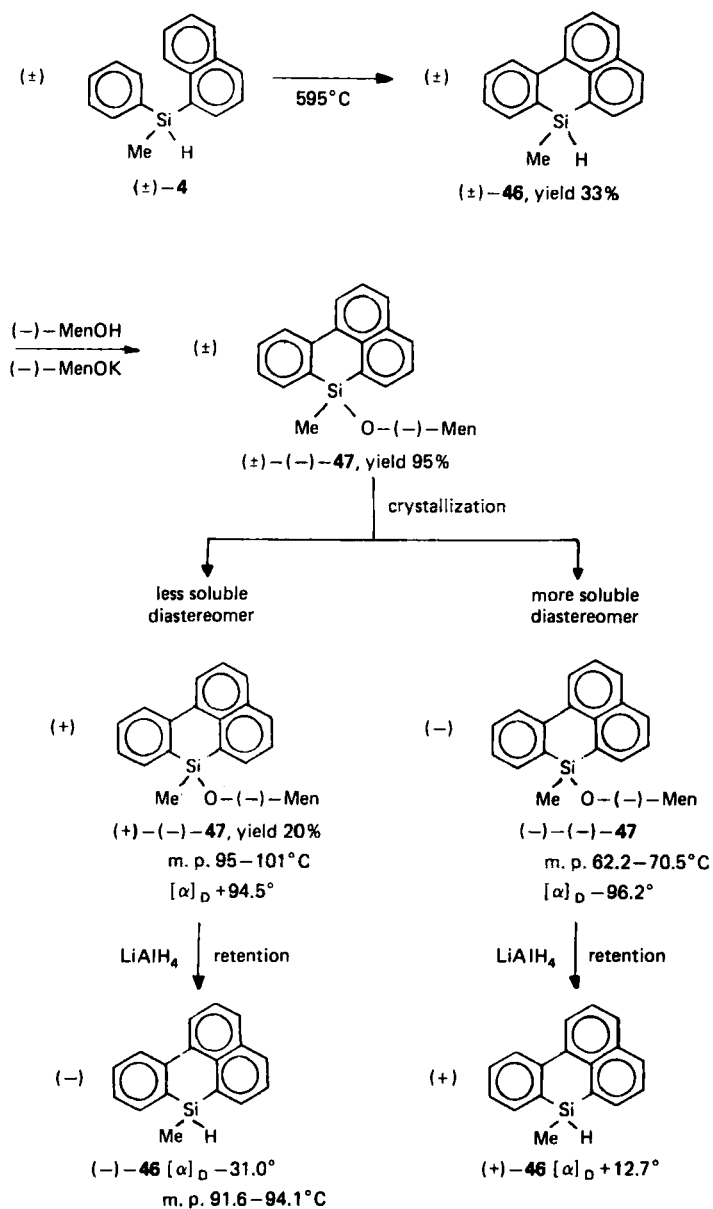 (±)
Si
Me
H
(±)–4
595°C
(±)
Si
Me
H
(±)–46, yield 33%
(–)–MenOH
(–)–MenOK
(±)
Si
Me
O–(–)–Men
(±)–(–)–47, yield 95%
crystallization
less soluble
diastereomer
more soluble
diastereomer
(+)
Si
Me
O–(–)–Men
(+)–(–)–47, yield 20%
m. p. 95–101°C
[α]D +94.5°
(–)
Si
Me
O–(–)–Men
(–)–(–)–47
m. p. 62.2–70.5°C
[α]D –96.2°
LiAlH4
retention
LiAlH4
retention
(–)
Si
Me
H
(–)–46 [α]D –31.0°
m. p. 91.6–94.1°C
(+)
Si
Me
H
(+)–46 [α]D +12.7°